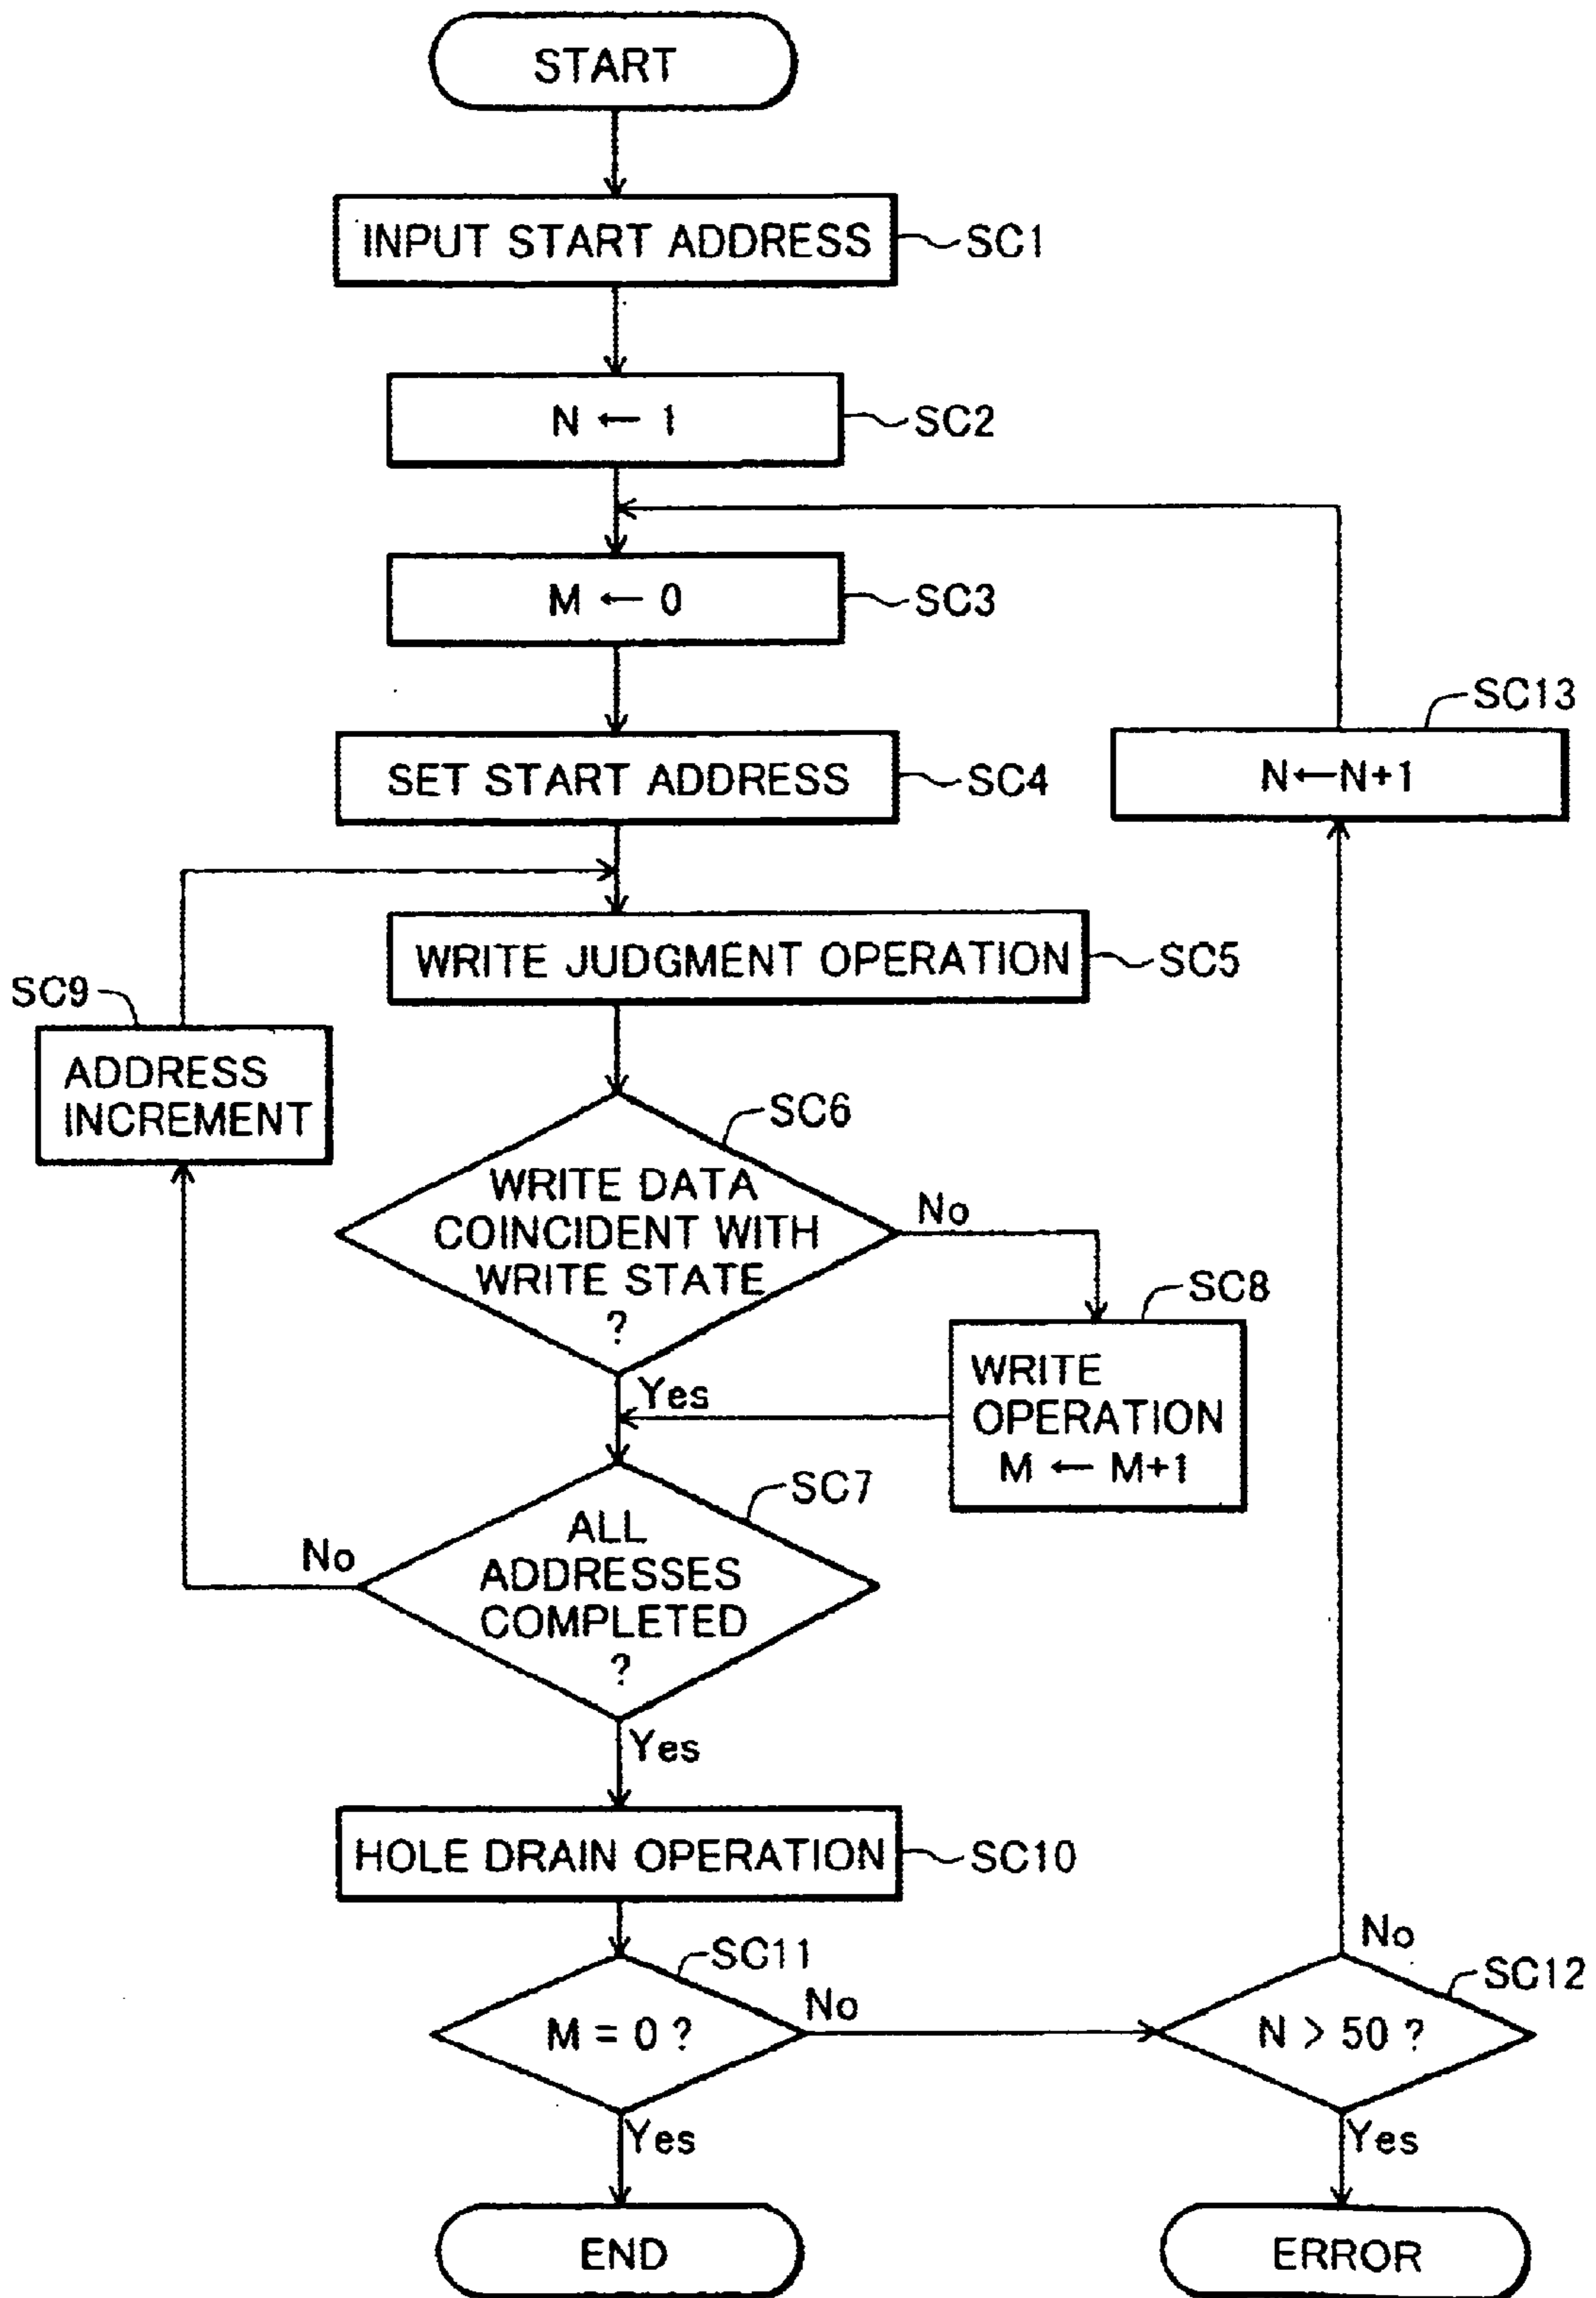 START
INPUT START ADDRESS
SC1
N ← 1
SC2
M ← 0
SC3
SC13
SET START ADDRESS
SC4
N←N+1
WRITE JUDGMENT OPERATION
SC5
SC9
ADDRESS
INCREMENT
SC6
WRITE DATA
COINCIDENT WITH
WRITE STATE
?
No
SC8
WRITE
OPERATION
M ← M+1
Yes
SC7
ALL
ADDRESSES
COMPLETED
?
No
Yes
HOLE DRAIN OPERATION
SC10
SC11
M = 0 ?
No
No
SC12
N > 50 ?
Yes
Yes
END
ERROR